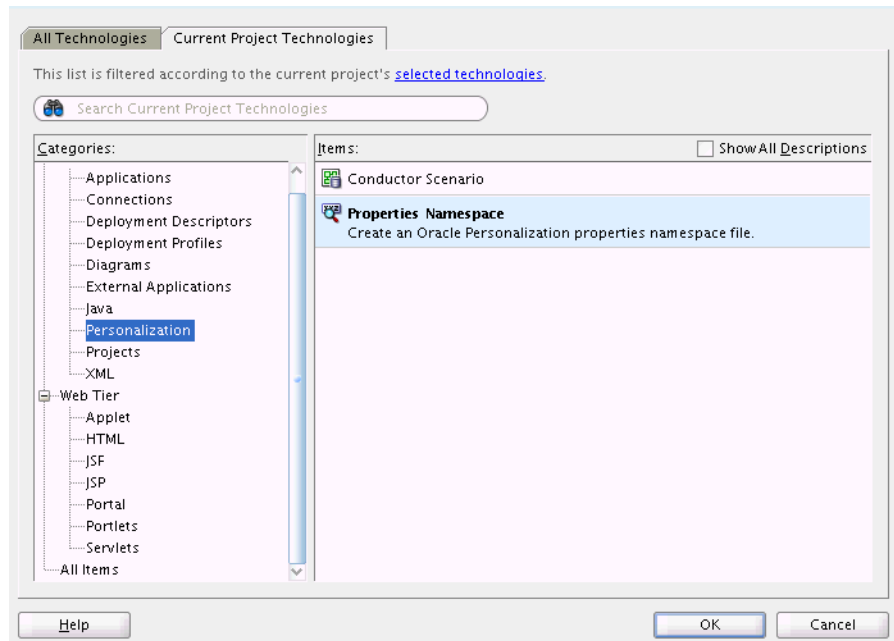 All Technologies
Current Project Technologies
This list is filtered according to the current project's selected technologies.
Search Current Project Technologies
Categories:
Applications
Connections
Deployment Descriptors
Deployment Profiles
Diagrams
External Applications
Java
Personalization
Projects
XML
Web Tier
Applet
HTML
JSF
JSP
Portal
Portlets
Servlets
All Items
Items:
Show All Descriptions
Conductor Scenario
Properties Namespace
Create an Oracle Personalization properties namespace file.
Help
OK
Cancel